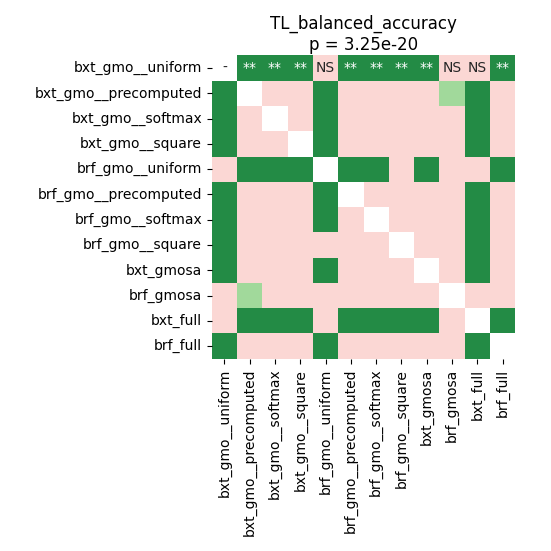 TL_balanced_accuracy
p = 3.25e-20
bxt_gmo__uniform - ** ** ** NS ** ** ** ** NS NS **
bxt_gmo__precomputed
bxt_gmo__softmax
bxt_gmo__square
brf_gmo__uniform
brf_gmo__precomputed
brf_gmo__softmax
brf_gmo__square
bxt_gmosa
brf_gmosa
bxt_full
brf_full
bxt_gmo__uniform
bxt_gmo__precomputed
bxt_gmo__softmax
bxt_gmo__square
brf_gmo__uniform
brf_gmo__precomputed
brf_gmo__softmax
brf_gmo__square
bxt_gmosa
brf_gmosa
bxt_full
brf_full